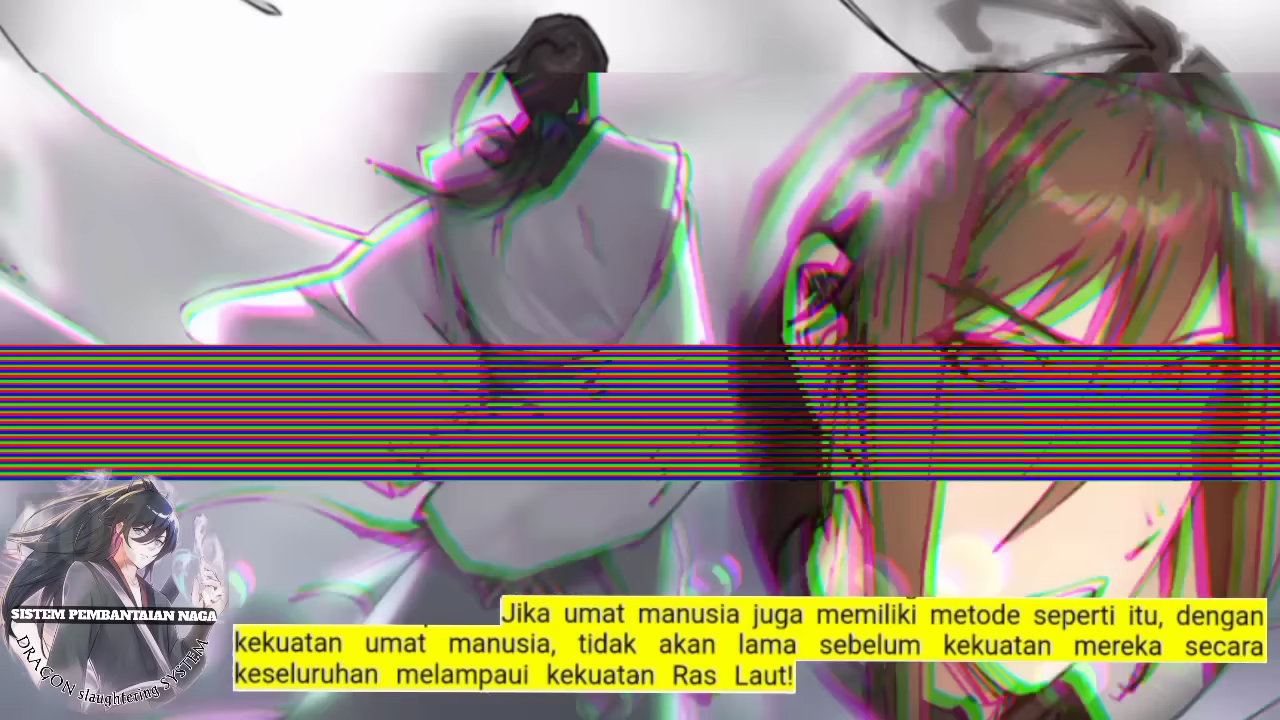 Jika umat manusia juga memiliki metode seperti itu, dengan
kekuatan umat manusia, tidak akan lama sebelum kekuatan mereka secara
keseluruhan melampaui kekuatan Ras Laut!
SISTEM PEMBANTAIAN NAGA
DRAGON slaughtering SYSTEM